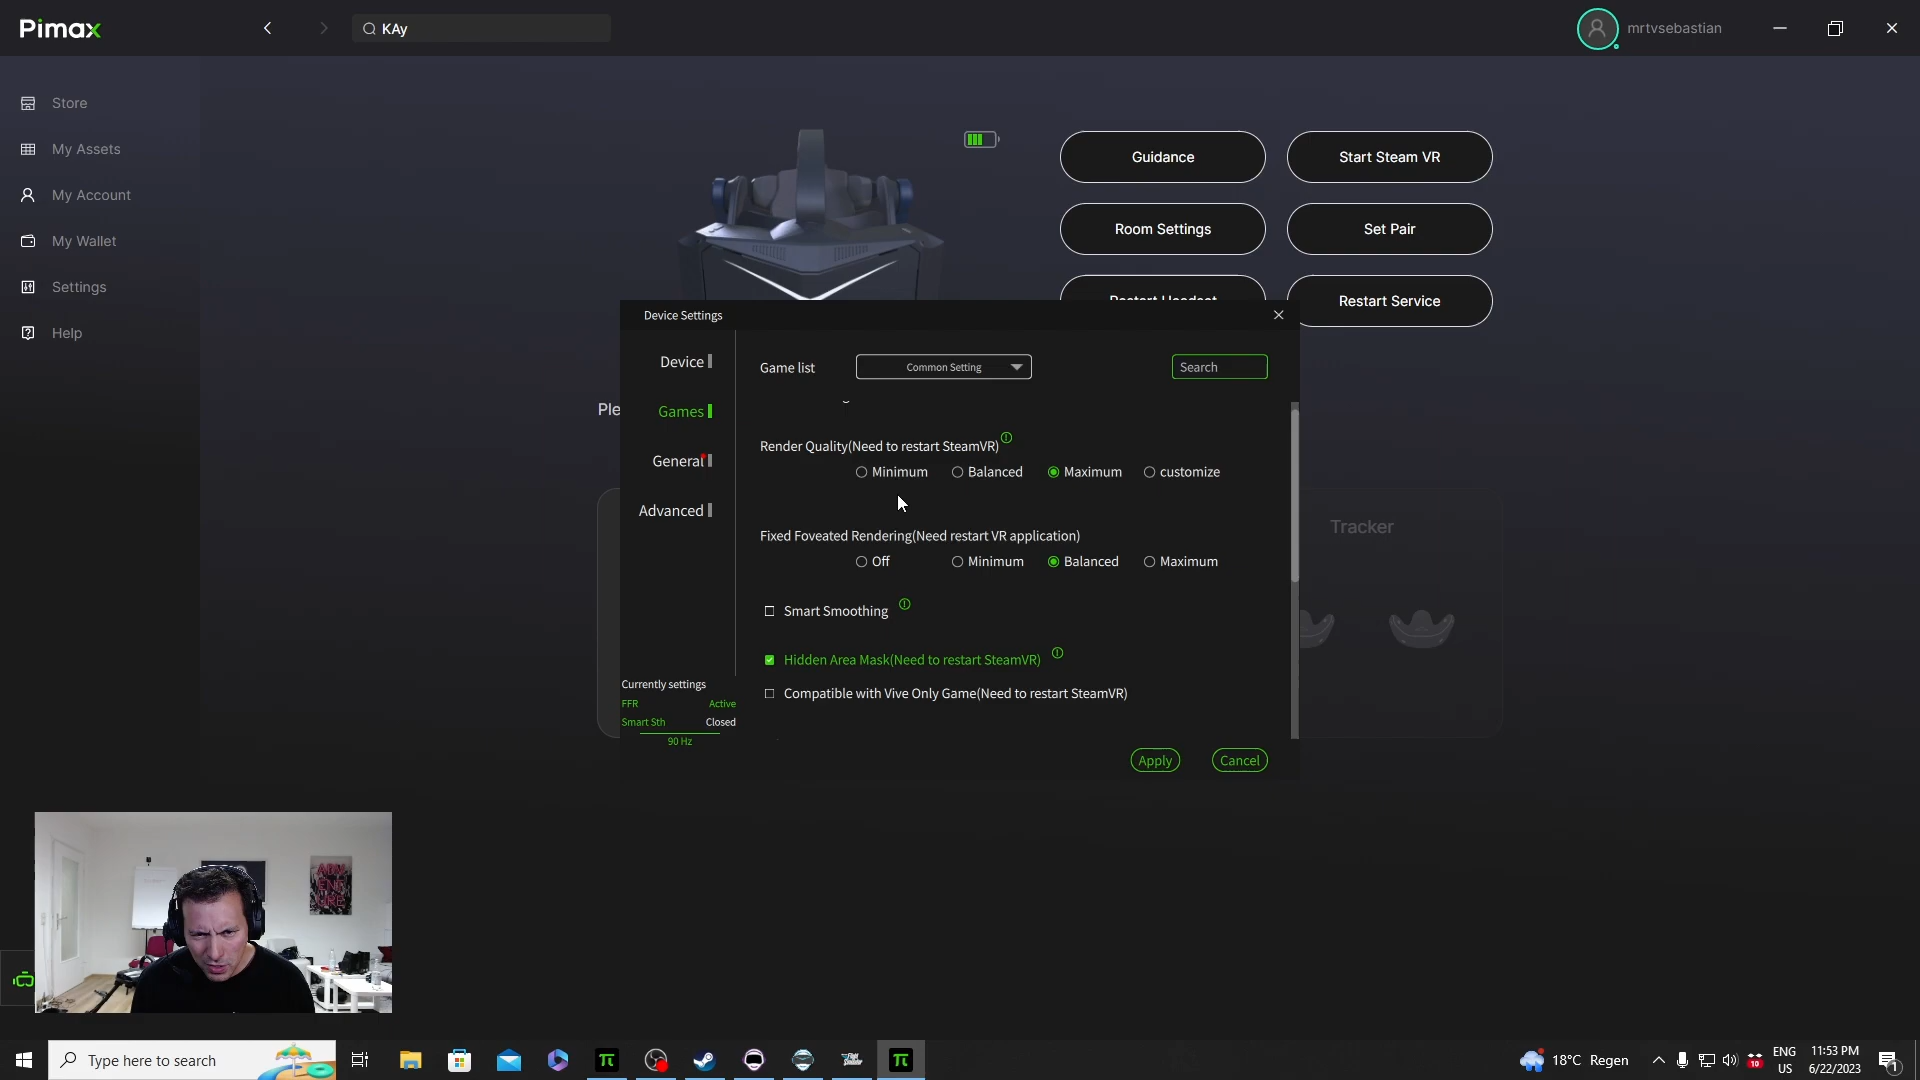 Pimax
KAy
mrtvsebastian
Store
My Assets
My Account
My Wallet
Settings
Help
Guidance
Start Steam VR
Room Settings
Set Pair
Restart Headset
Restart Service
Ple
Tracker
Device Settings
Device
Games
General
Advanced
Game list
Common Setting
Search
Render Quality(Need to restart SteamVR)
Minimum
Balanced
Maximum
customize
Fixed Foveated Rendering(Need restart VR application)
Off
Minimum
Balanced
Maximum
Smart Smoothing
Hidden Area Mask(Need to restart SteamVR)
Compatible with Vive Only Game(Need to restart SteamVR)
Currently settings
FFR Active
Smart Sth Closed
90 Hz
Apply
Cancel
Type here to search
18°C Regen
10
ENG
US
11:53 PM
6/22/2023
1